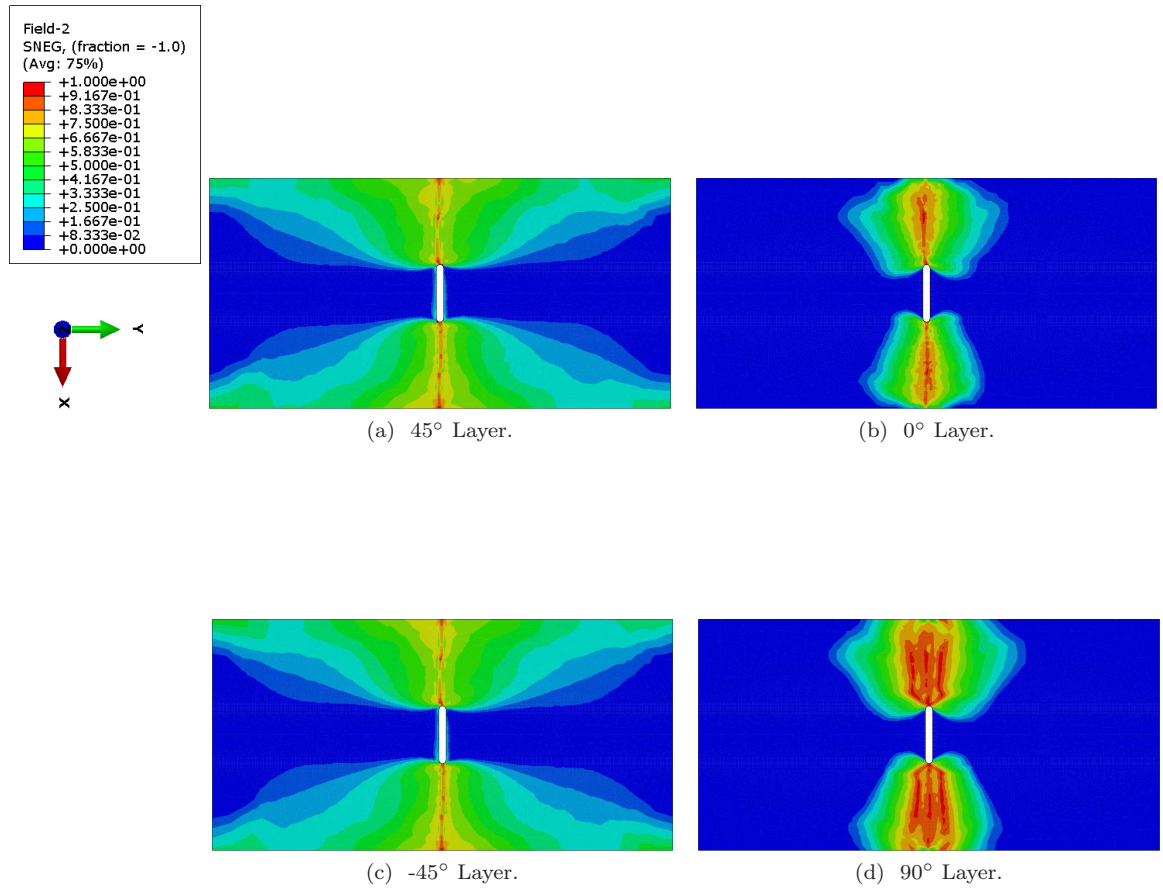 Field-2
SNEG, (fraction = -1.0)
(Avg: 75%)
+1.000e+00
+9.167e-01
+8.333e-01
+7.500e-01
+6.667e-01
+5.833e-01
+5.000e-01
+4.167e-01
+3.333e-01
+2.500e-01
+1.667e-01
+8.333e-02
+0.000e+00
Z
Y
X
(a) 45° Layer.
(b) 0° Layer.
(c) -45° Layer.
(d) 90° Layer.